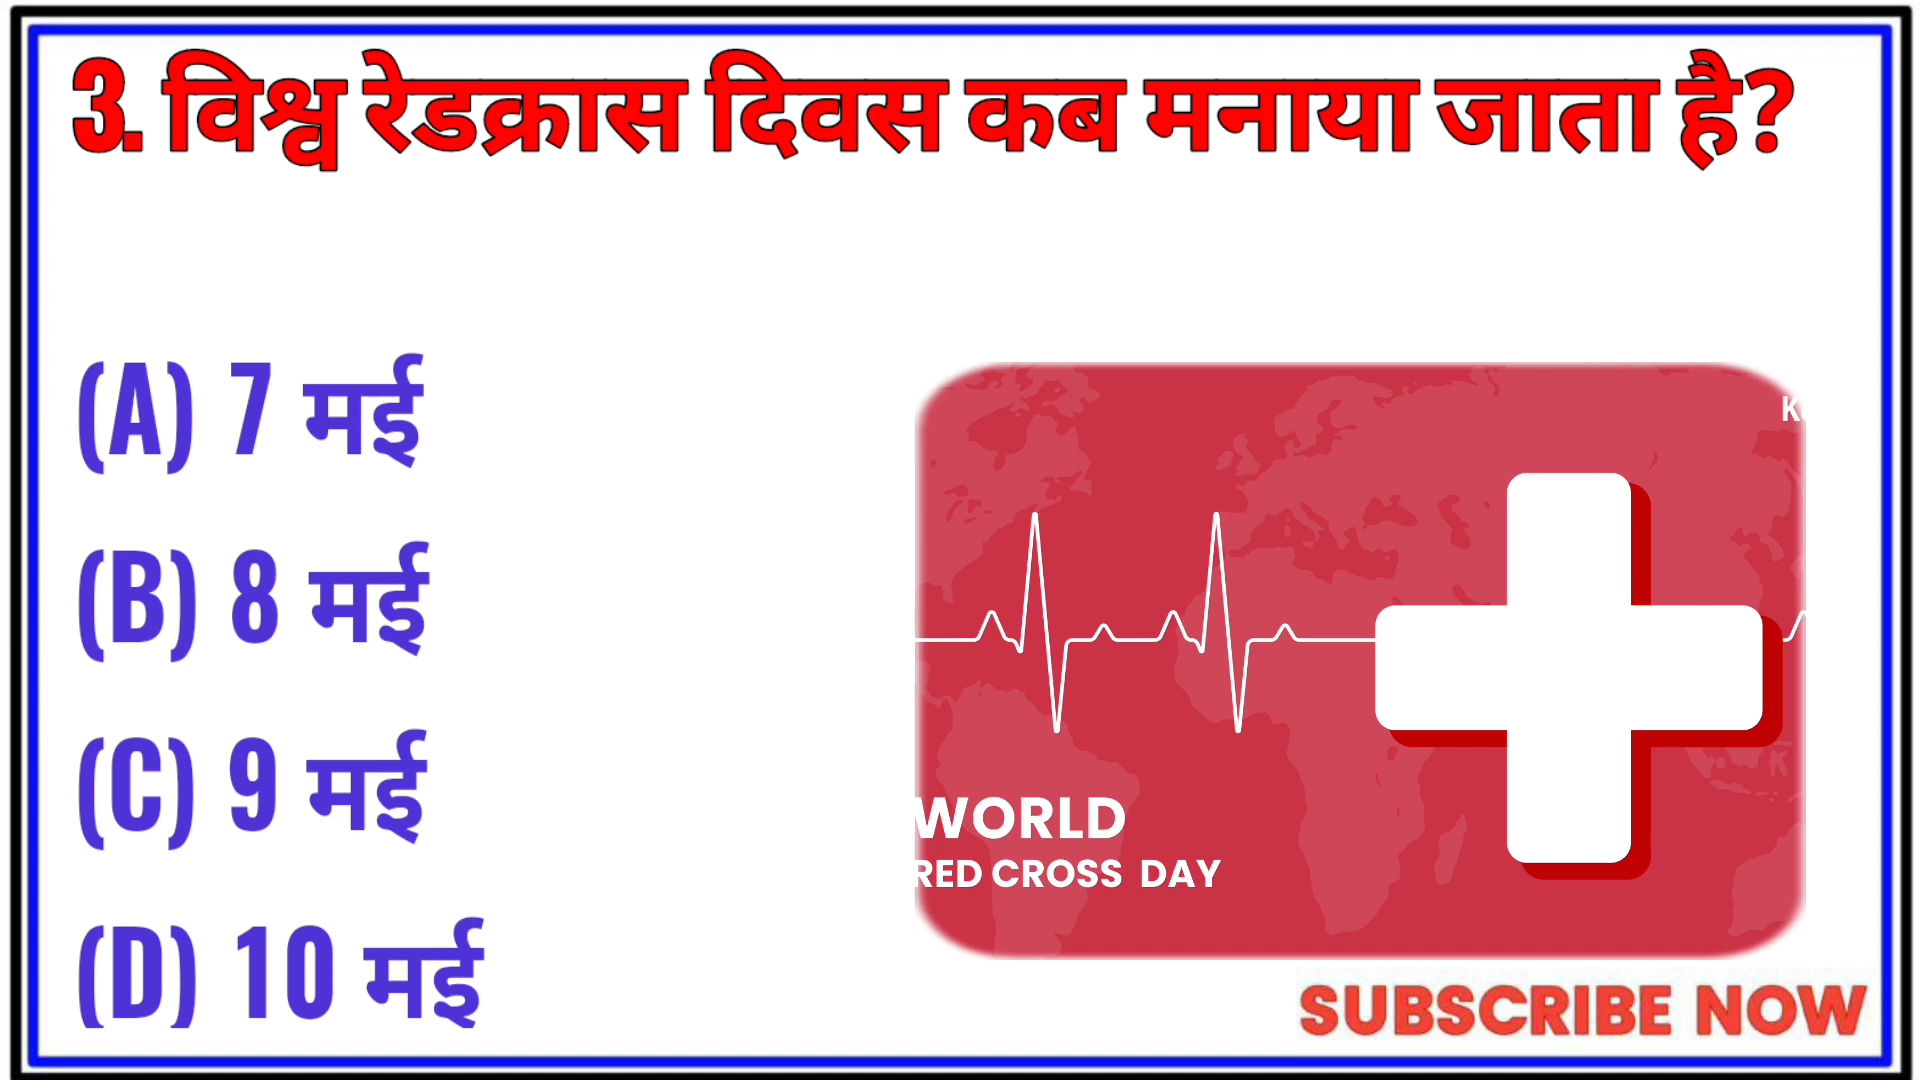 3. विश्व रेडक्रास दिवस कब मनाया जाता है?
(A) 7 मई
(B) 8 मई
(C) 9 मई
(D) 10 मई
WORLD
RED CROSS DAY
SUBSCRIBE NOW